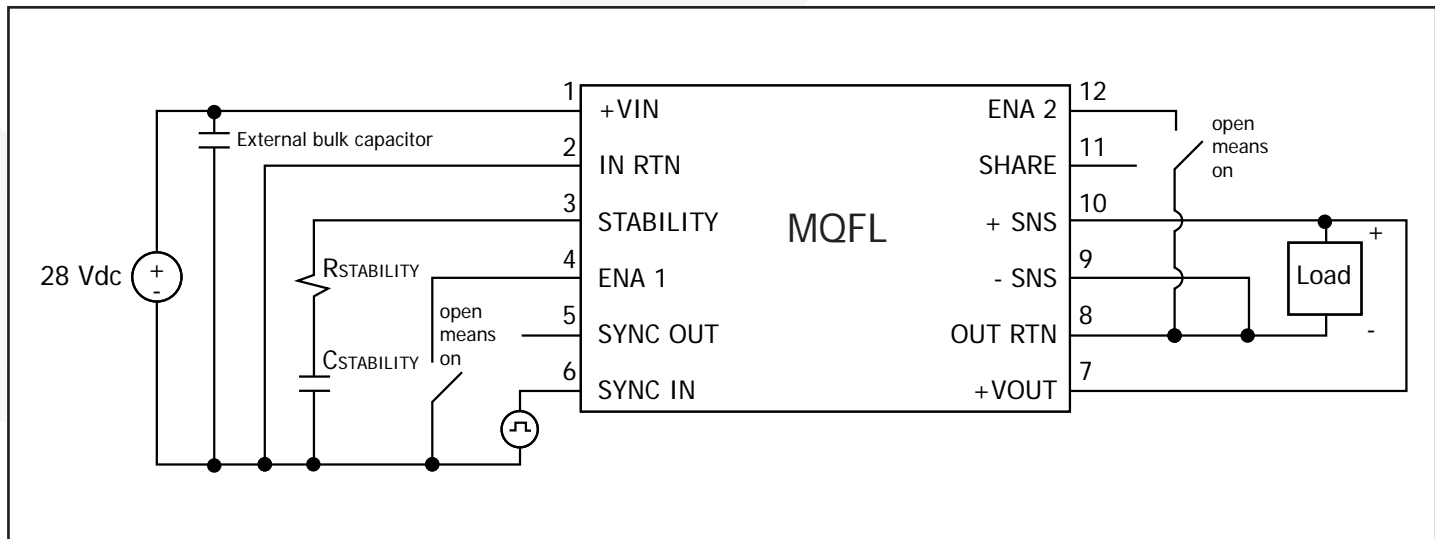 1
+VIN
External bulk capacitor
2
IN RTN
3
STABILITY
RSTABILITY
4
ENA 1
28 Vdc
+
-
open
means
on
5
SYNC OUT
CSTABILITY
6
SYNC IN
MQFL
12
ENA 2
open
means
on
11
SHARE
10
+ SNS
9
- SNS
+
Load
-
8
OUT RTN
7
+VOUT